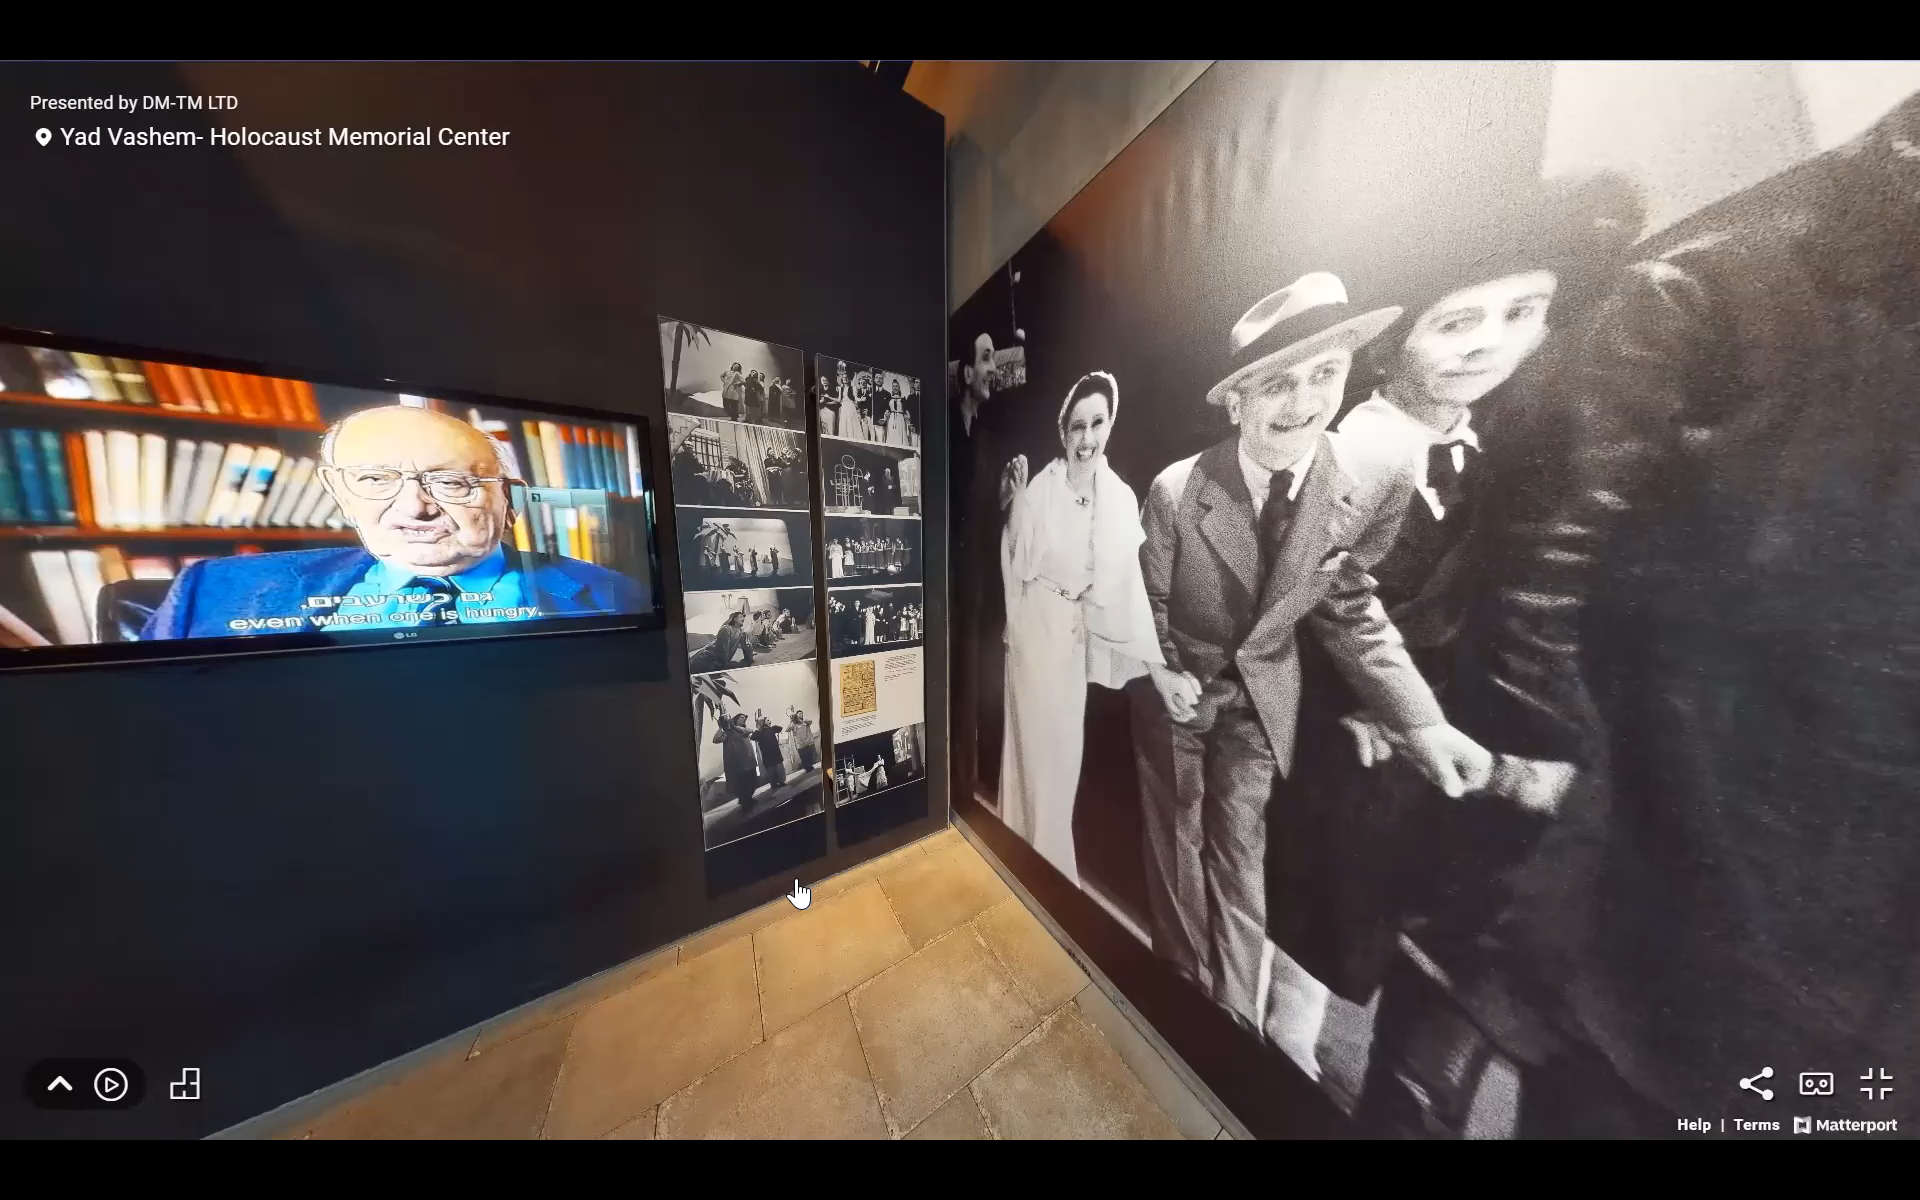 Presented by DM-TM LTD
Yad Vashem- Holocaust Memorial Center
גם כשרעבים.
even when one is hungry.
LG
Help | Terms Matterport